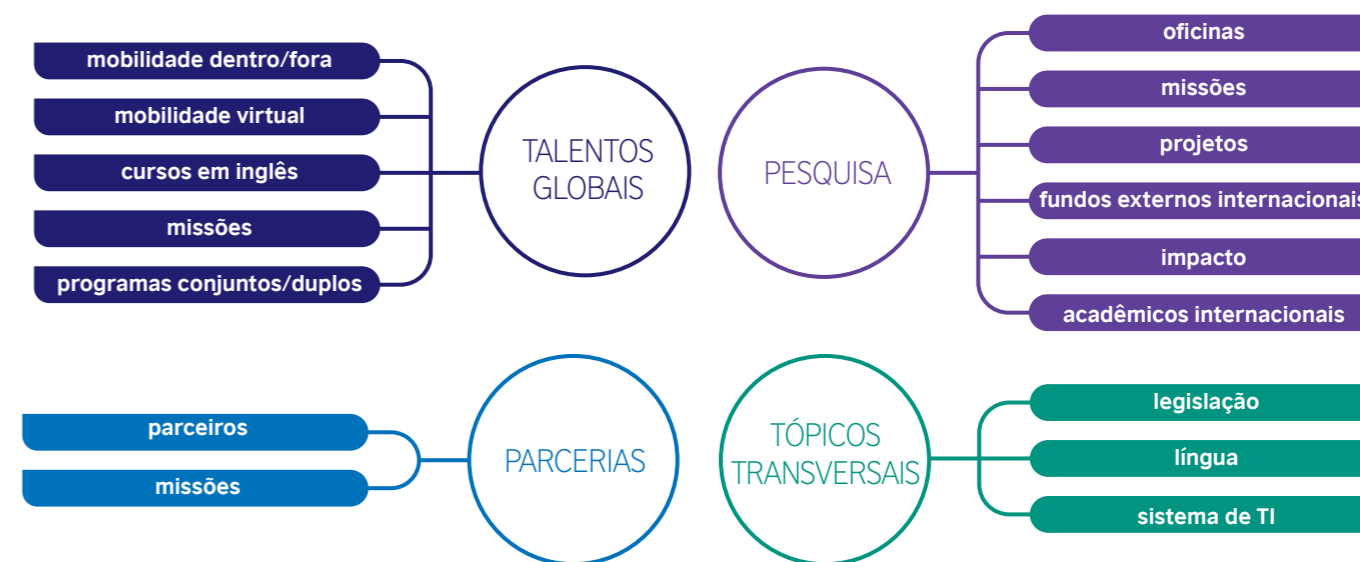 mobilidade dentro/fora
mobilidade virtual
cursos em inglês
missões
programas conjuntos/duplos
TALENTOS
GLOBAIS
PESQUISA
oficinas
missões
projetos
fundos externos internacionais
impacto
acadêmicos internacionais
parceiros
missões
PARCERIAS
TÓPICOS
TRANSVERSAIS
legislação
língua
sistema de TI